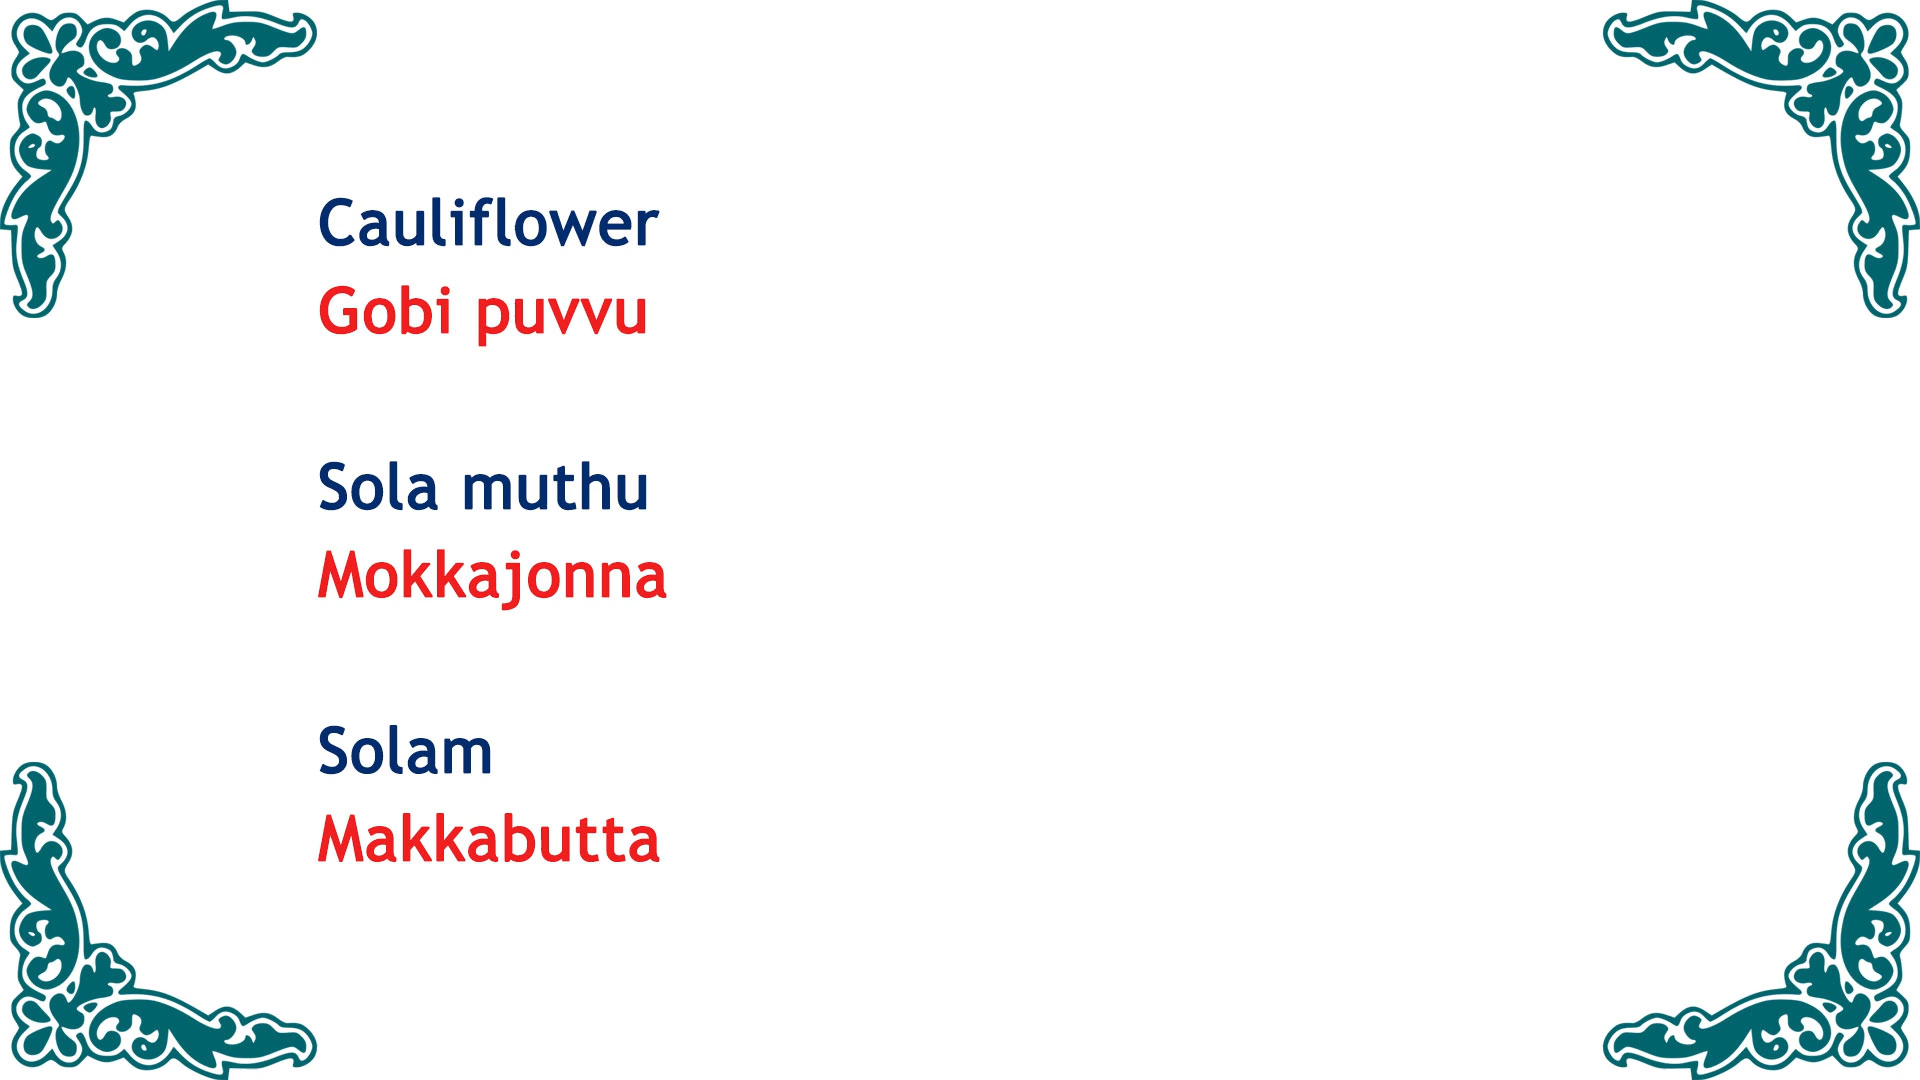 Cauliflower
Gobi puvvu
Sola muthu
Mokkajonna
Solam
Makkabutta